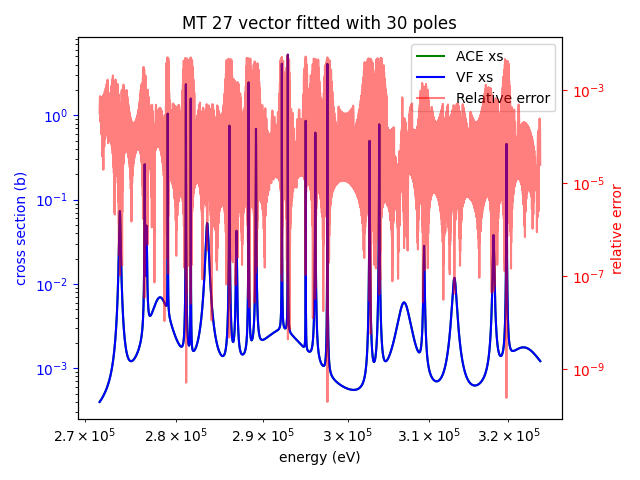 MT 27 vector fitted with 30 poles
ACE xs
VF xs
Relative error
cross section (b)
10⁰
10⁻¹
10⁻²
10⁻³
10⁻³
10⁻⁵
10⁻⁷
10⁻⁹
relative error
2.7 × 10⁵ 2.8 × 10⁵ 2.9 × 10⁵ 3 × 10⁵ 3.1 × 10⁵ 3.2 × 10⁵
energy (eV)